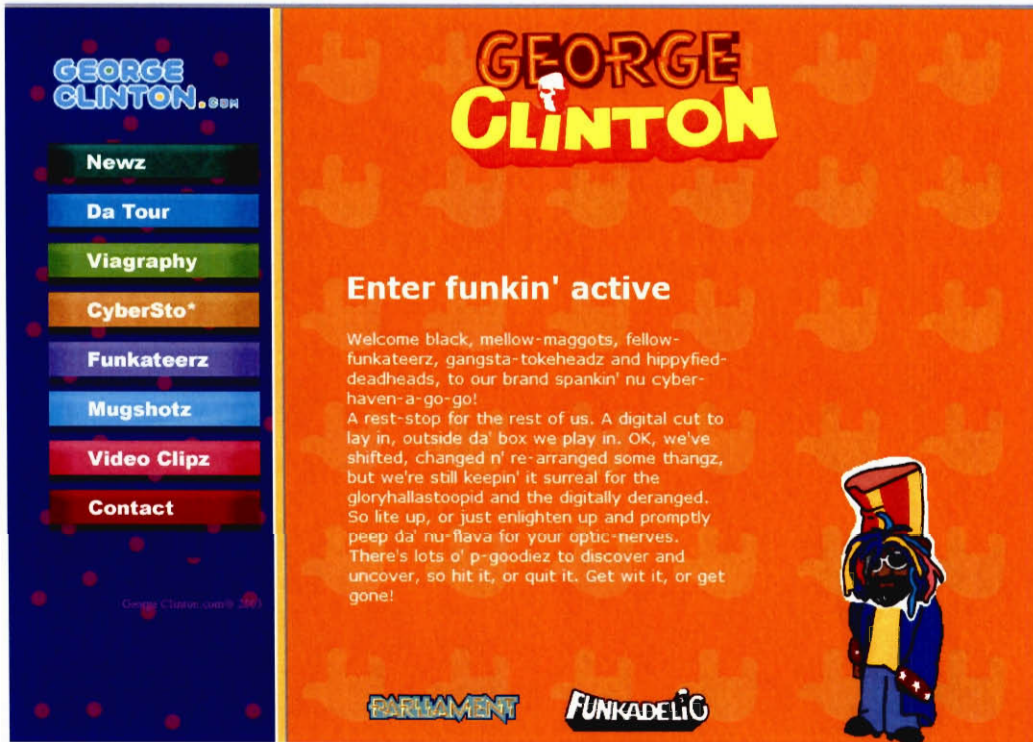 GEORGE
CLINTON.COM
Newz
Da Tour
Viagraphy
CyberSto*
Funkateerz
Mugshotz
Video Clipz
Contact
George Clinton.com© 2003
GEORGE
CLINTON
Enter funkin' active
Welcome black, mellow-maggots, fellow-
funkateerz, gangsta-tokeheadz and hippyfied-
deadheads, to our brand spankin' nu cyber-
haven-a-go-go!
A rest-stop for the rest of us. A digital cut to
lay in, outside da' box we play in. OK, we've
shifted, changed n' re-arranged some thangz,
but we're still keepin' it surreal for the
gloryhallastoopid and the digitally deranged.
So lite up, or just enlighten up and promptly
peep da' nu-flava for your optic-nerves.
There's lots o' p-goodiez to discover and
uncover, so hit it, or quit it. Get wit it, or get
gone!
PARLIAMENT
FUNKADELIC